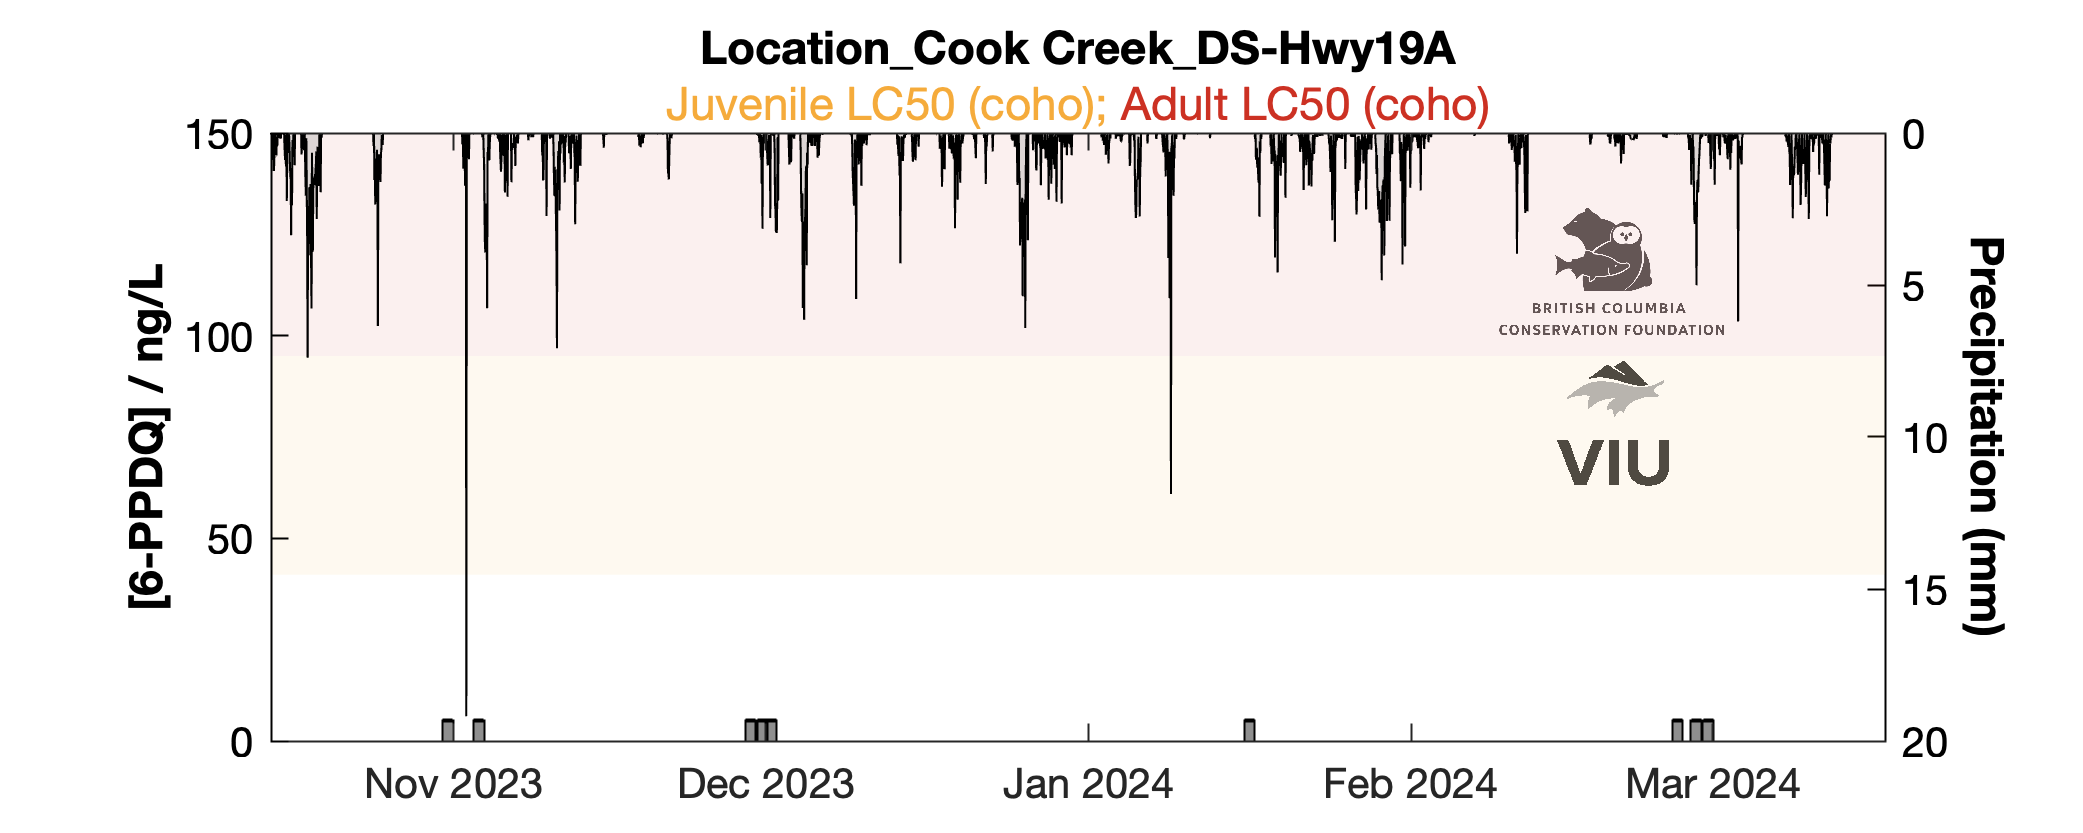 Location_Cook Creek_DS-Hwy19A
Juvenile LC50 (coho); Adult LC50 (coho)
150
100
50
0
[6-PPDQ] / ng/L
0
5
10
15
20
Precipitation (mm)
BRITISH COLUMBIA
CONSERVATION FOUNDATION
VIU
Nov 2023
Dec 2023
Jan 2024
Feb 2024
Mar 2024